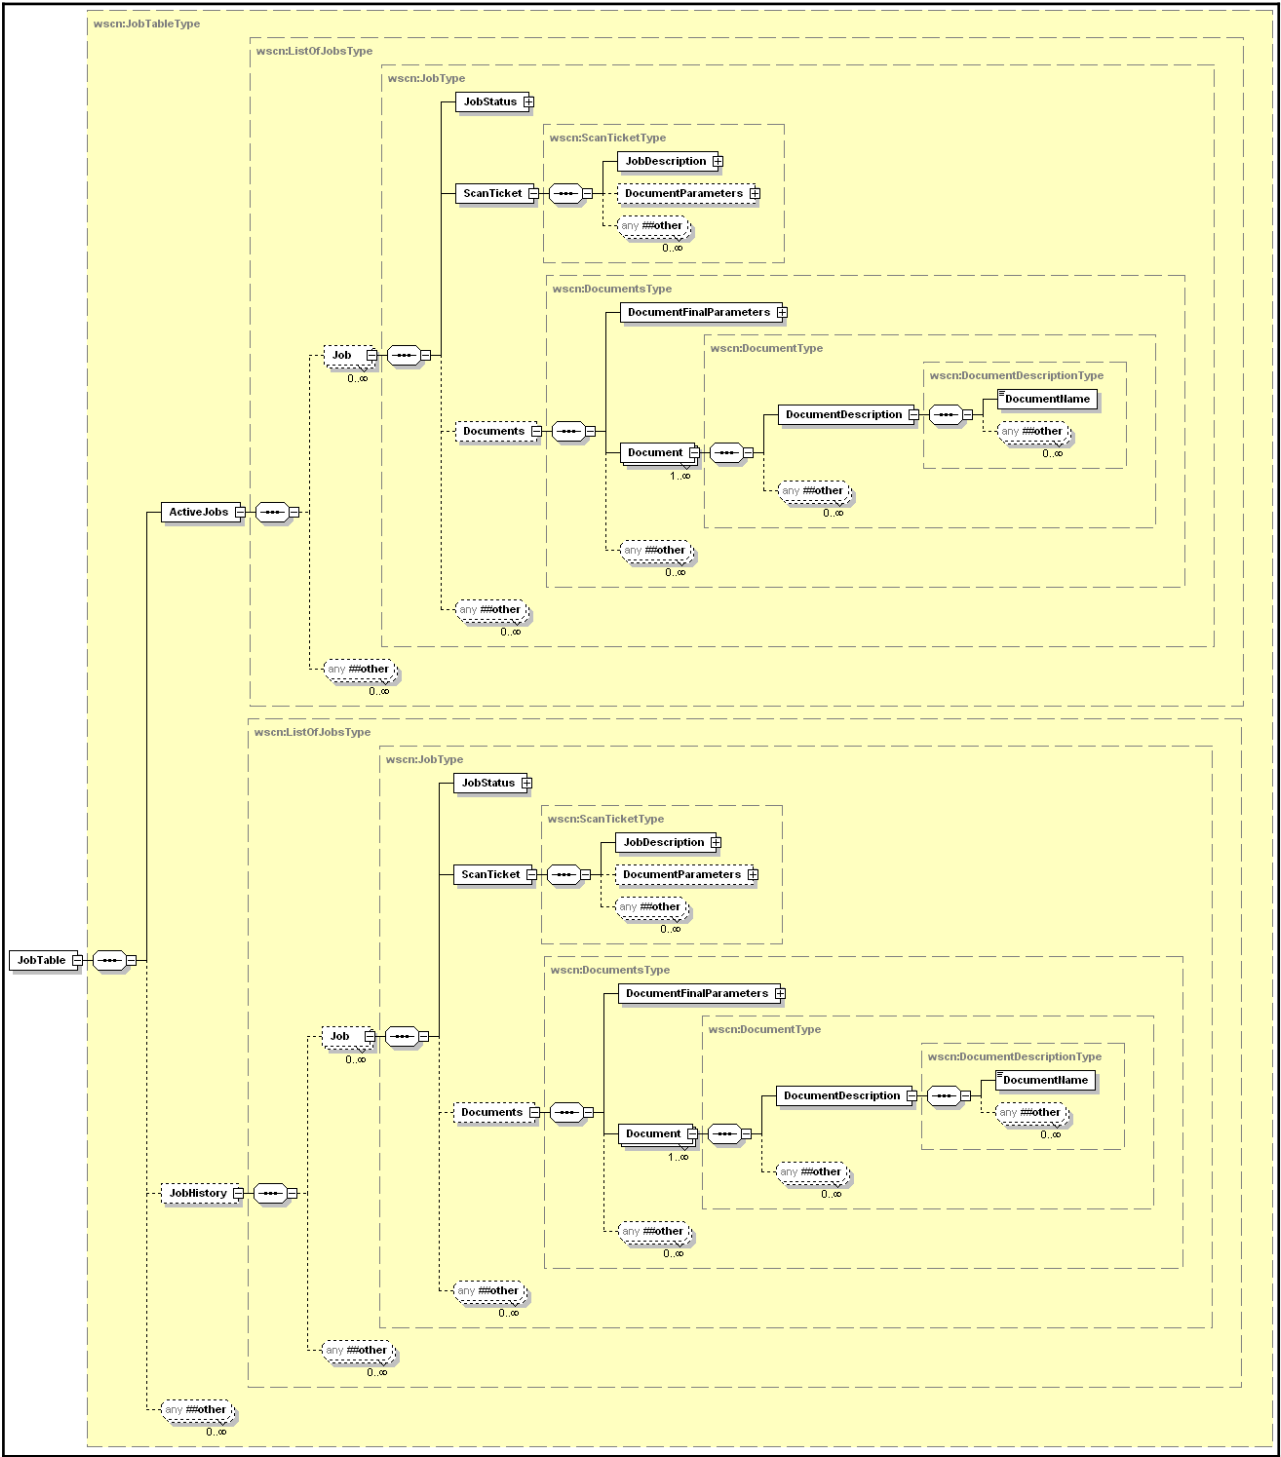 wscn:JobTableType
wscn:ListOfJobsType
wscn:JobType
JobStatus
wscn:ScanTicketType
JobDescription
ScanTicket
DocumentParameters
any ##other
0..∞
wscn:DocumentsType
DocumentFinalParameters
wscn:DocumentType
Job
0..∞
wscn:DocumentDescriptionType
DocumentName
DocumentDescription
any ##other
0..∞
Documents
Document
1..∞
any ##other
0..∞
ActiveJobs
any ##other
0..∞
any ##other
0..∞
any ##other
0..∞
wscn:ListOfJobsType
wscn:JobType
JobStatus
wscn:ScanTicketType
JobDescription
ScanTicket
DocumentParameters
any ##other
0..∞
JobTable
wscn:DocumentsType
DocumentFinalParameters
wscn:DocumentType
Job
0..∞
wscn:DocumentDescriptionType
DocumentName
DocumentDescription
any ##other
0..∞
Documents
Document
1..∞
any ##other
0..∞
JobHistory
any ##other
0..∞
any ##other
0..∞
any ##other
0..∞
any ##other
0..∞